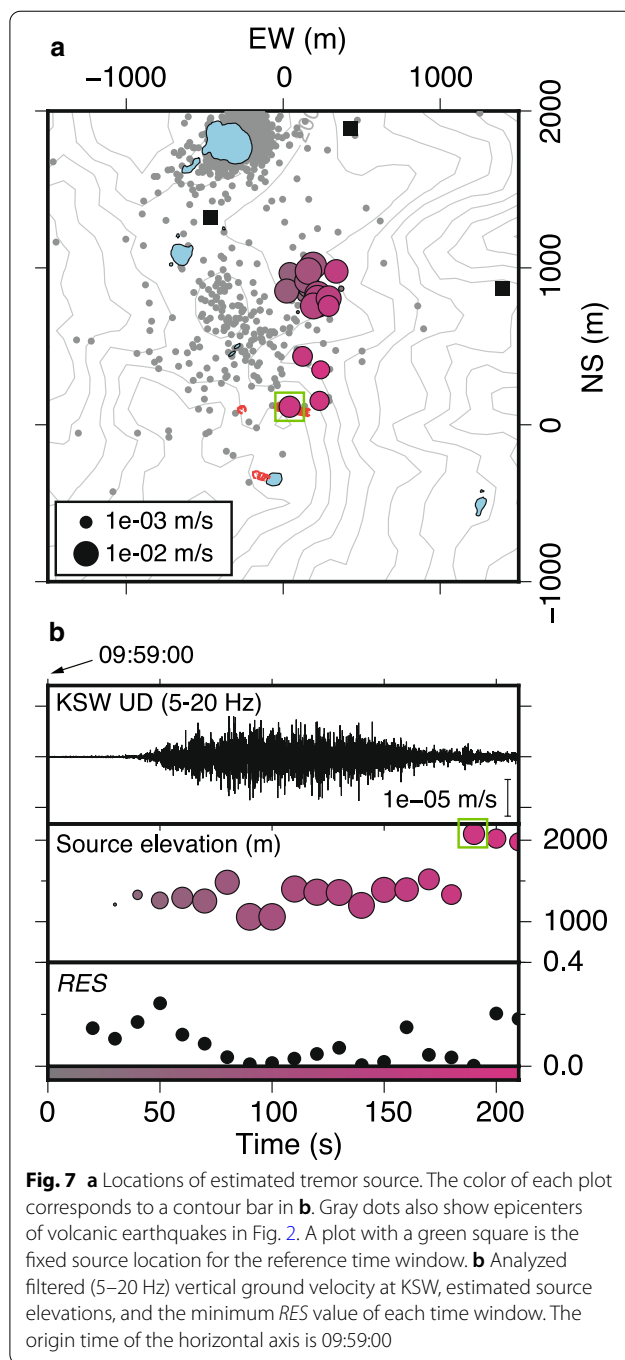 a
EW (m)
−1000 0 1000
2000
1000
0
−1000
NS (m)
1e-03 m/s
1e-02 m/s
b
09:59:00
KSW UD (5-20 Hz)
1e−05 m/s
Source elevation (m)
2000
1000
0.4
RES
0.0
0 50 100 150 200
Time (s)
Fig. 7 a Locations of estimated tremor source. The color of each plot
corresponds to a contour bar in b. Gray dots also show epicenters
of volcanic earthquakes in Fig. 2. A plot with a green square is the
fixed source location for the reference time window. b Analyzed
filtered (5–20 Hz) vertical ground velocity at KSW, estimated source
elevations, and the minimum RES value of each time window. The
origin time of the horizontal axis is 09:59:00